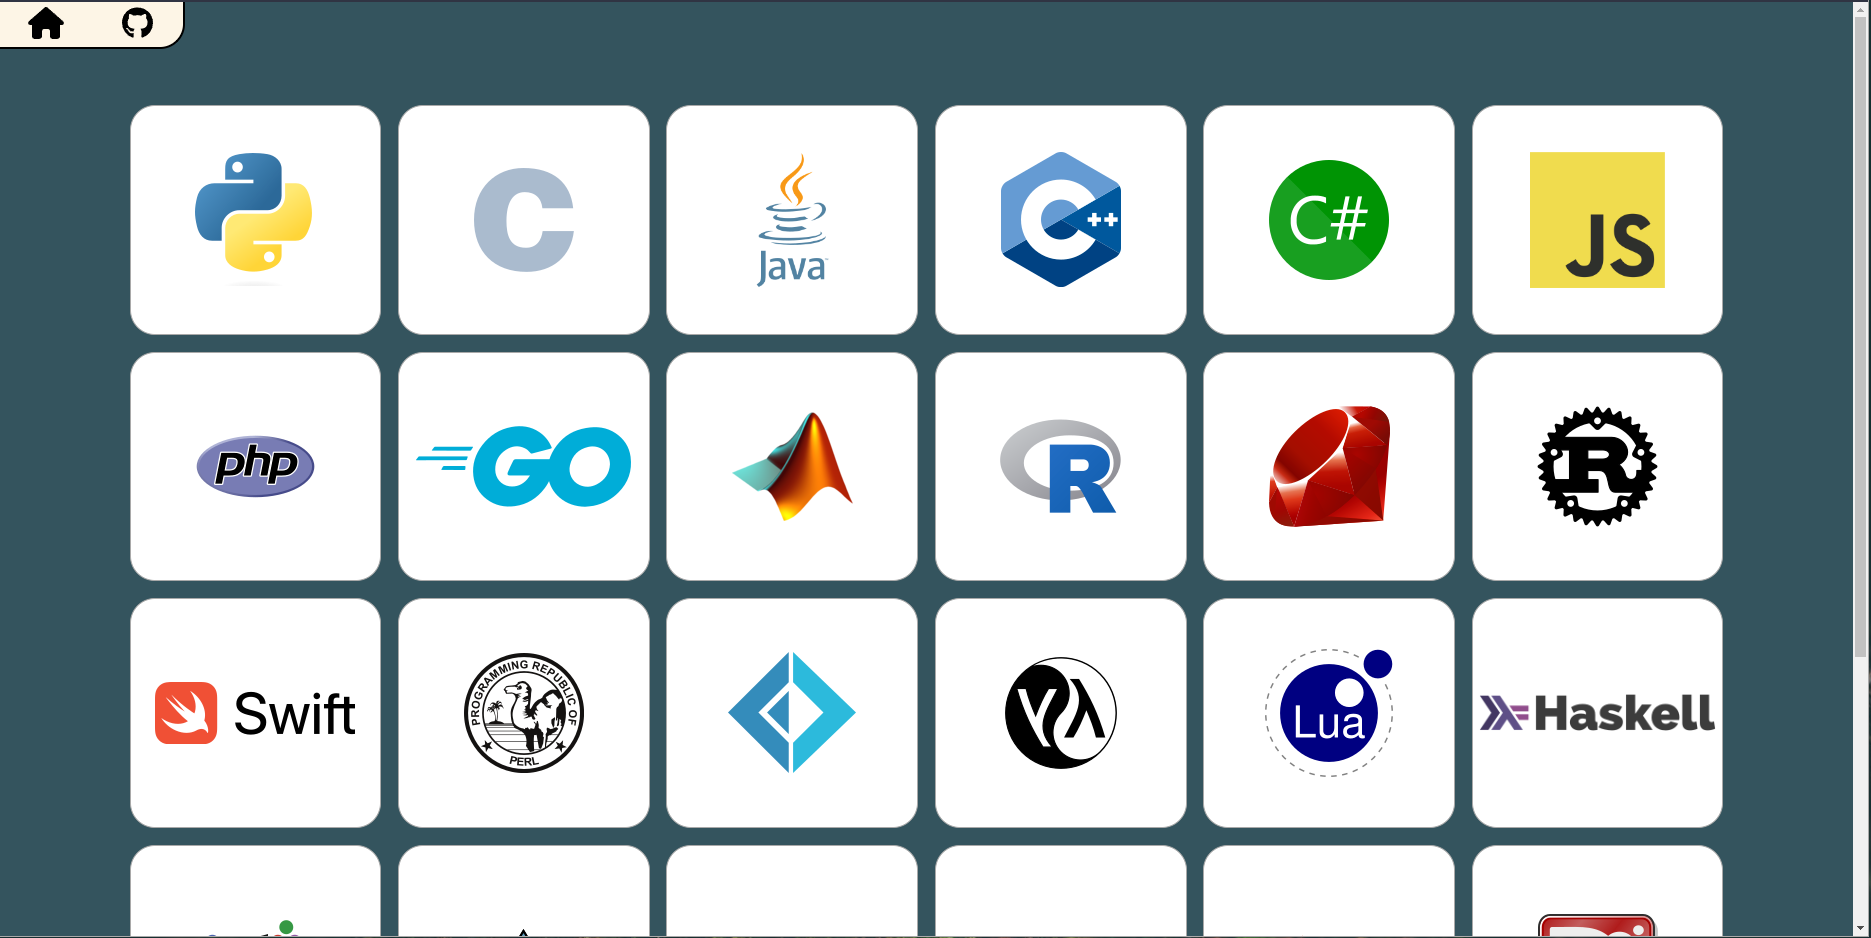 C
Java
C ++
C#
JS
php
GO
R
R
Swift
PROGRAMMING REPUBLIC OF
PERL
Lua
Haskell